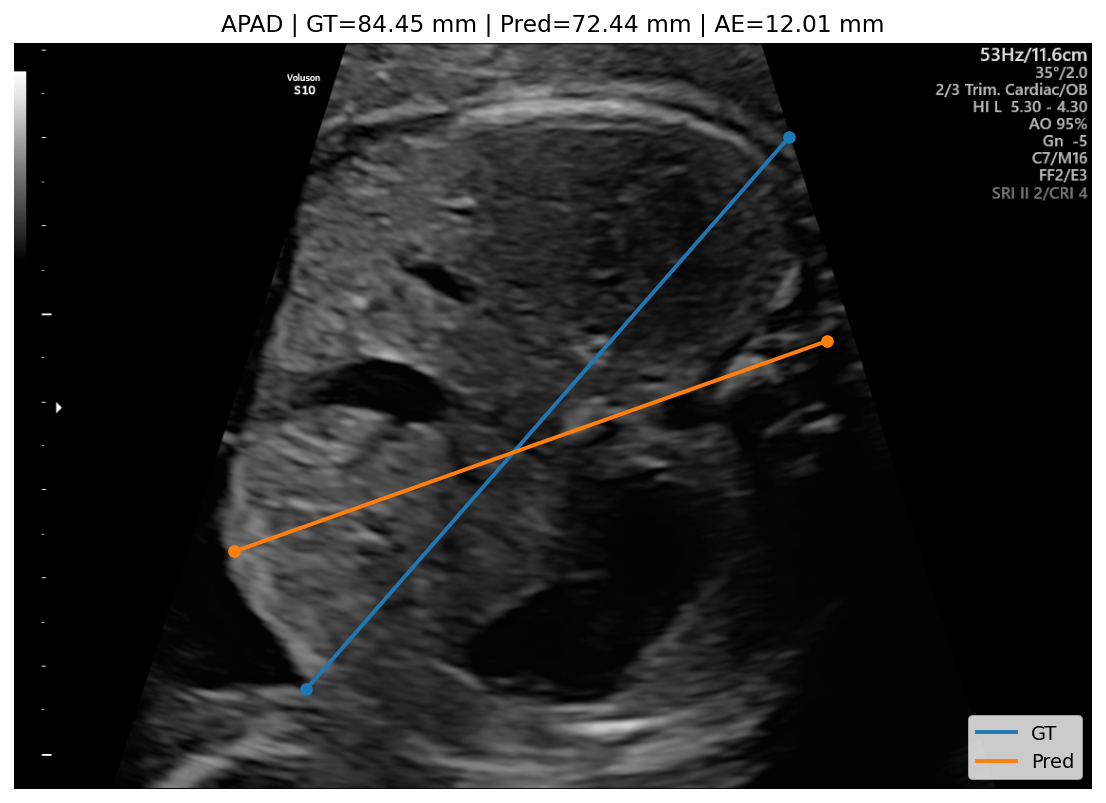 APAD | GT=84.45 mm | Pred=72.44 mm | AE=12.01 mm
Voluson
S10
53Hz/11.6cm
35°/2.0
2/3 Trim. Cardiac/OB
HI L 5.30 - 4.30
AO 95%
Gn -5
C7/M16
FF2/E3
SRI II 2/CRI 4
GT
Pred